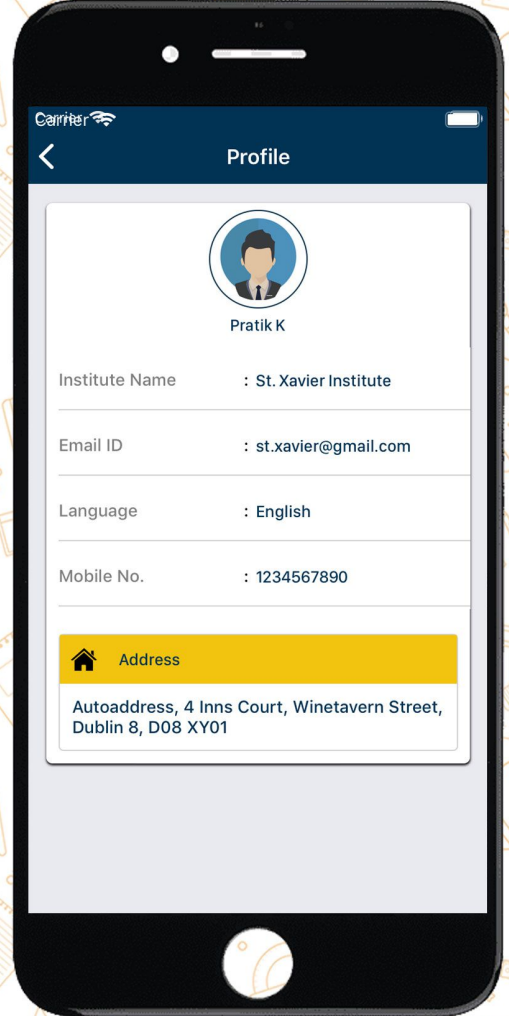 Carrier
Profile
Pratik K
Institute Name : St. Xavier Institute
Email ID : st.xavier@gmail.com
Language : English
Mobile No. : 1234567890
Address
Autoaddress, 4 Inns Court, Winetavern Street,
Dublin 8, D08 XY01